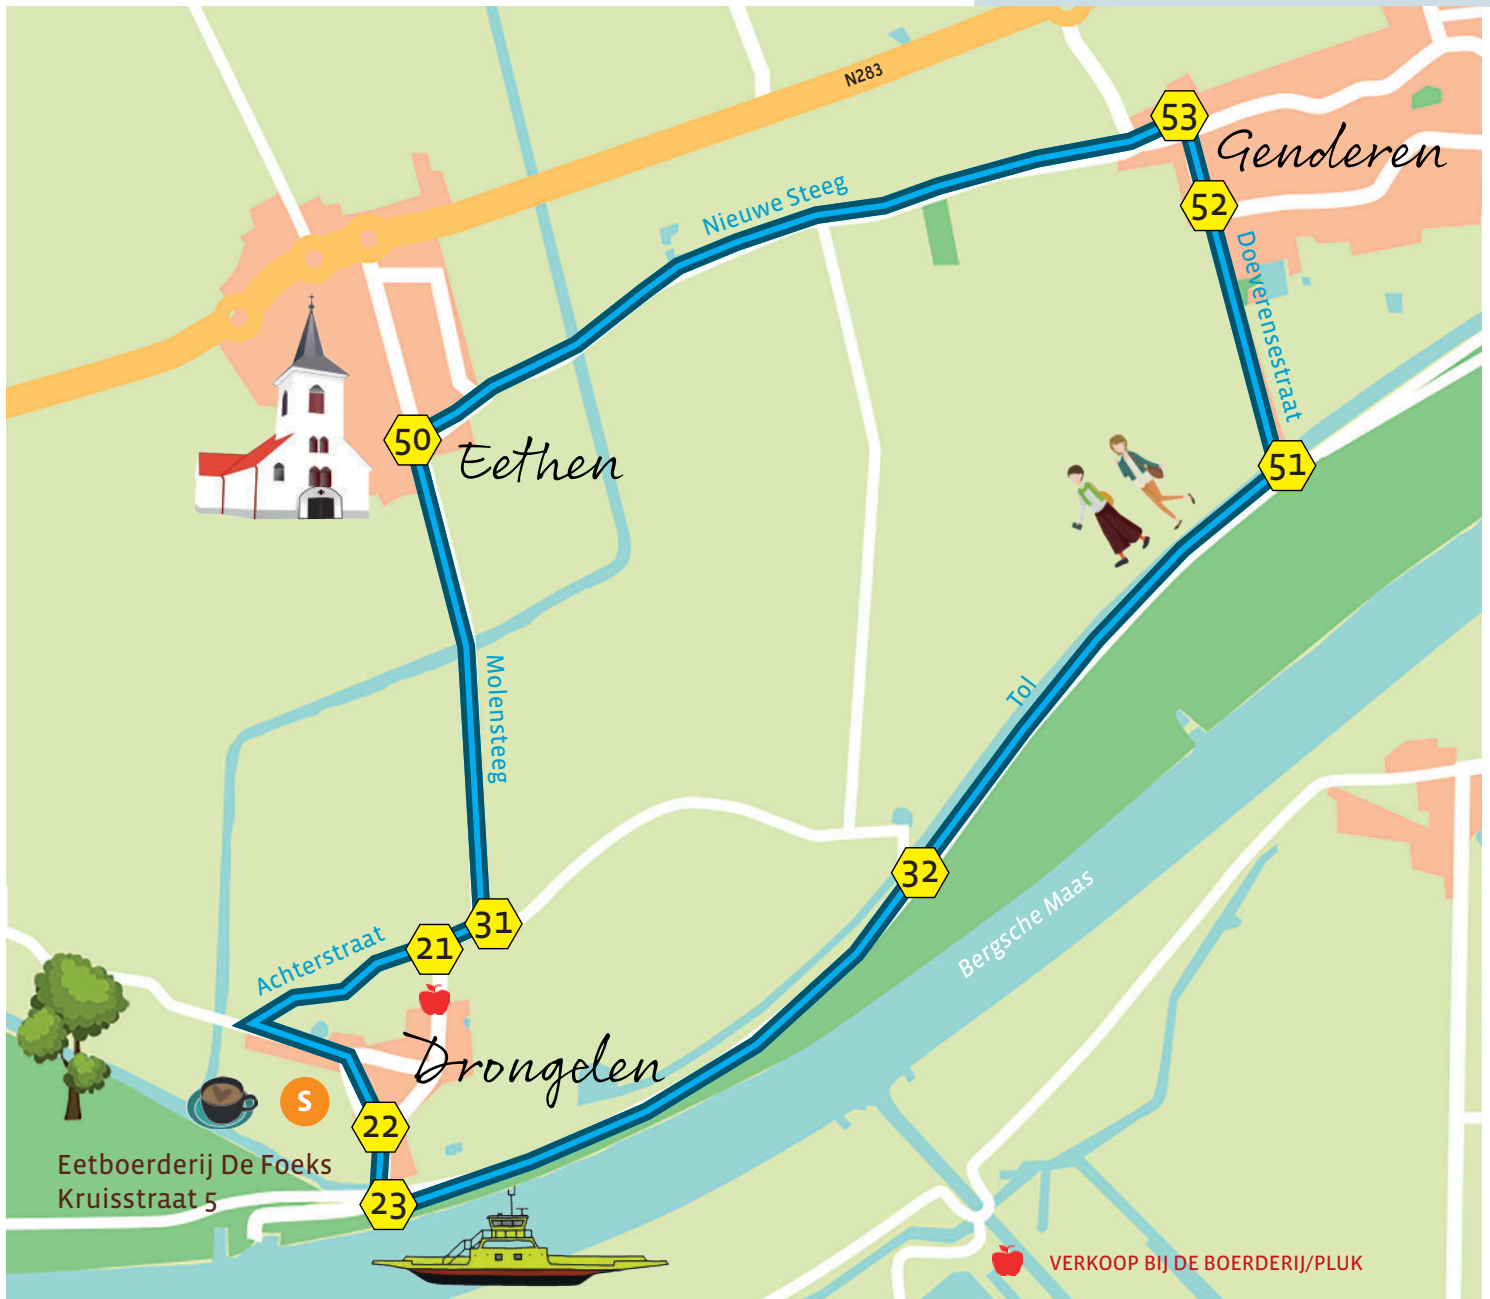 N283
53
Genderen
52
Nieuwe Steeg
Doeverensestraat
50
Eethen
51
Molensteeg
Tol
32
Bergsche Maas
31
21
Achterstraat
Drongelen
S
22
Eetboerderij De Foeks
Kruisstraat 5
23
VERKOOP BIJ DE BOERDERIJ/PLUK